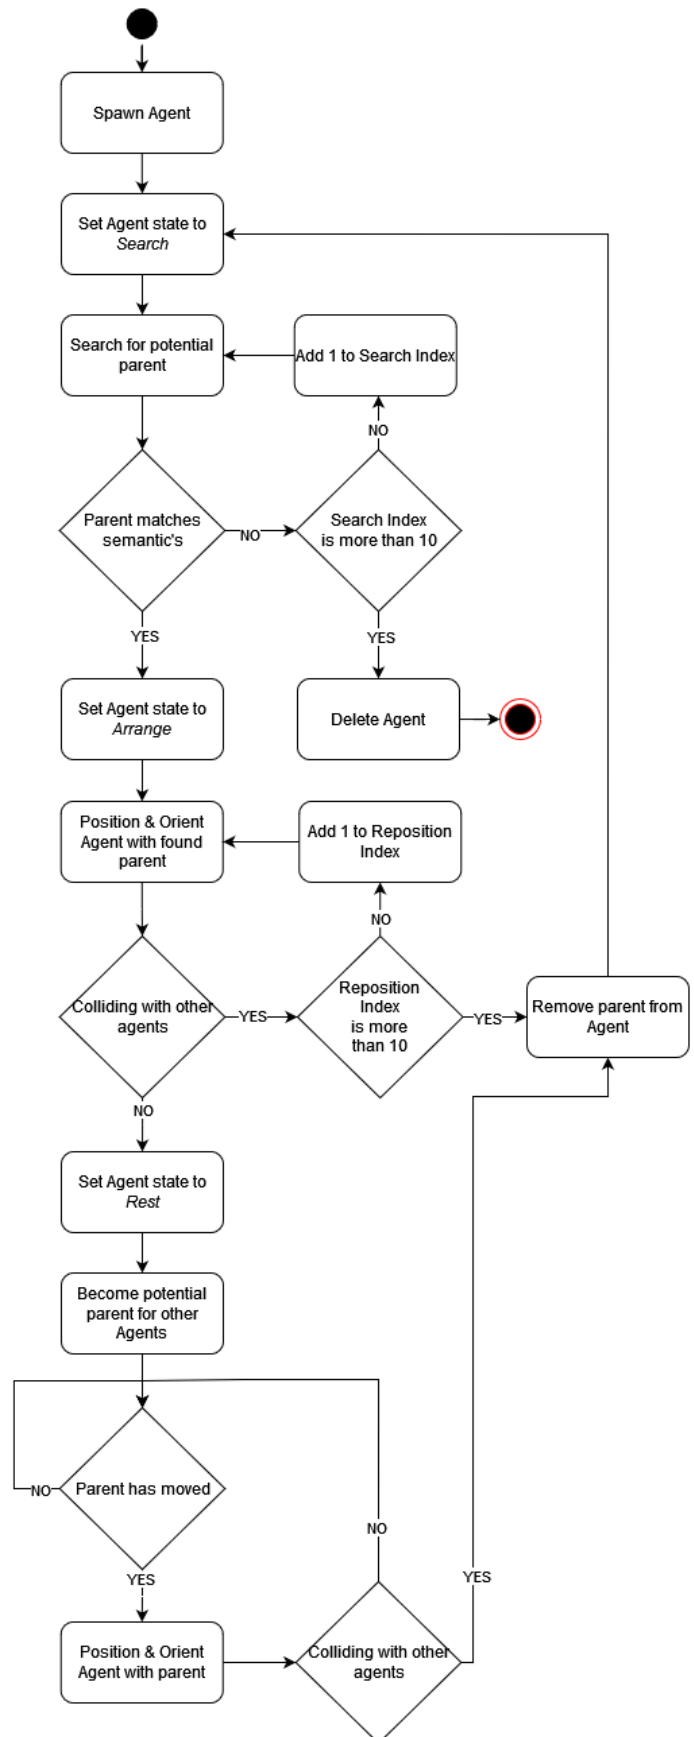 Spawn Agent
Set Agent state to
Search
Search for potential
parent
Add 1 to Search Index
NO
Parent matches
semantic's
NO
Search Index
is more than 10
YES
YES
Set Agent state to
Arrange
Delete Agent
Position & Orient
Agent with found
parent
Add 1 to Reposition
Index
NO
Colliding with other
agents
YES
Reposition
Index
is more
than 10
YES
Remove parent from
Agent
NO
Set Agent state to
Rest
Become potential
parent for other
Agents
NO
Parent has moved
NO
YES
YES
Position & Orient
Agent with parent
Colliding with other
agents